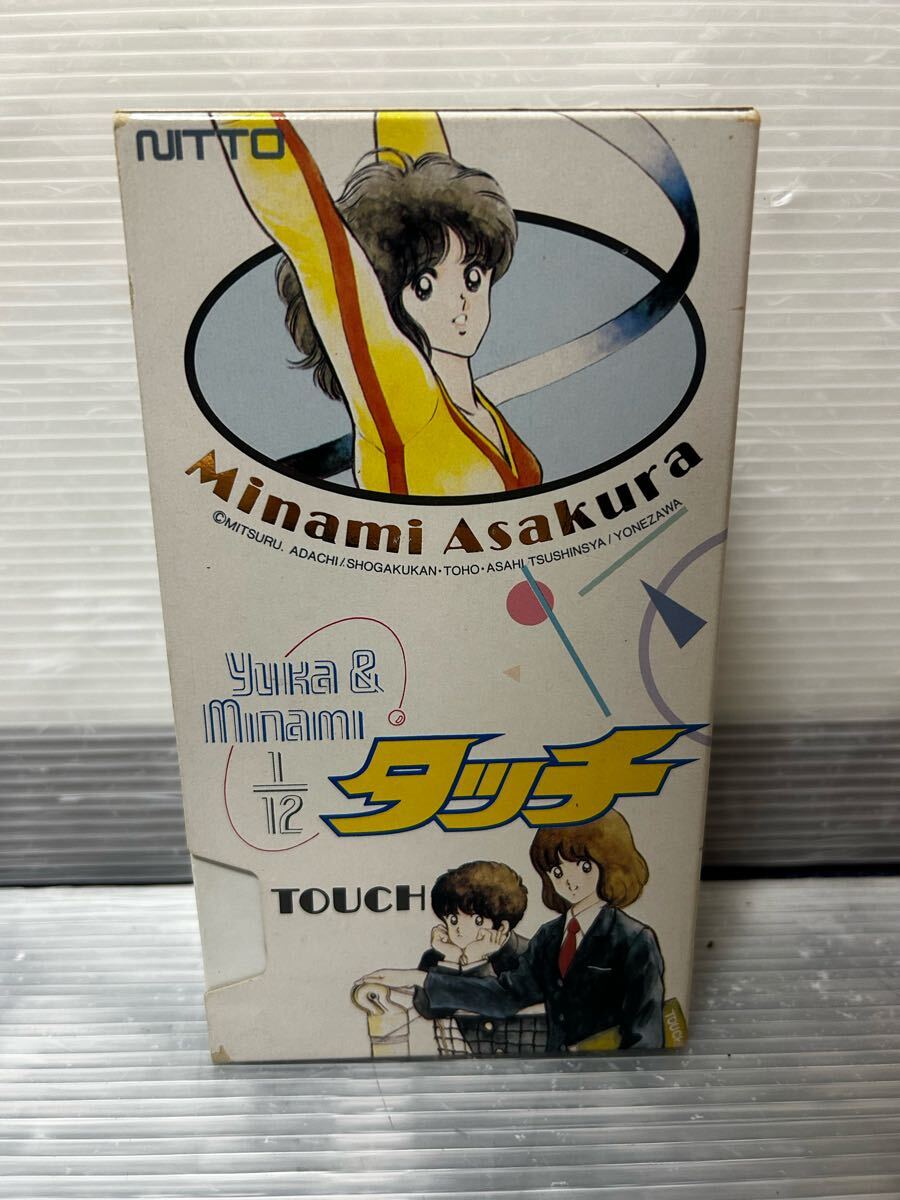 NITTO
Minami Asakura
©MITSURU. ADACHI/SHOGAKUKAN・TOHO・ASAHI TSUSHINSYA/YONEZAWA
Yuka &
Minami
1/12
タッチ
TOUCH
TOUCH